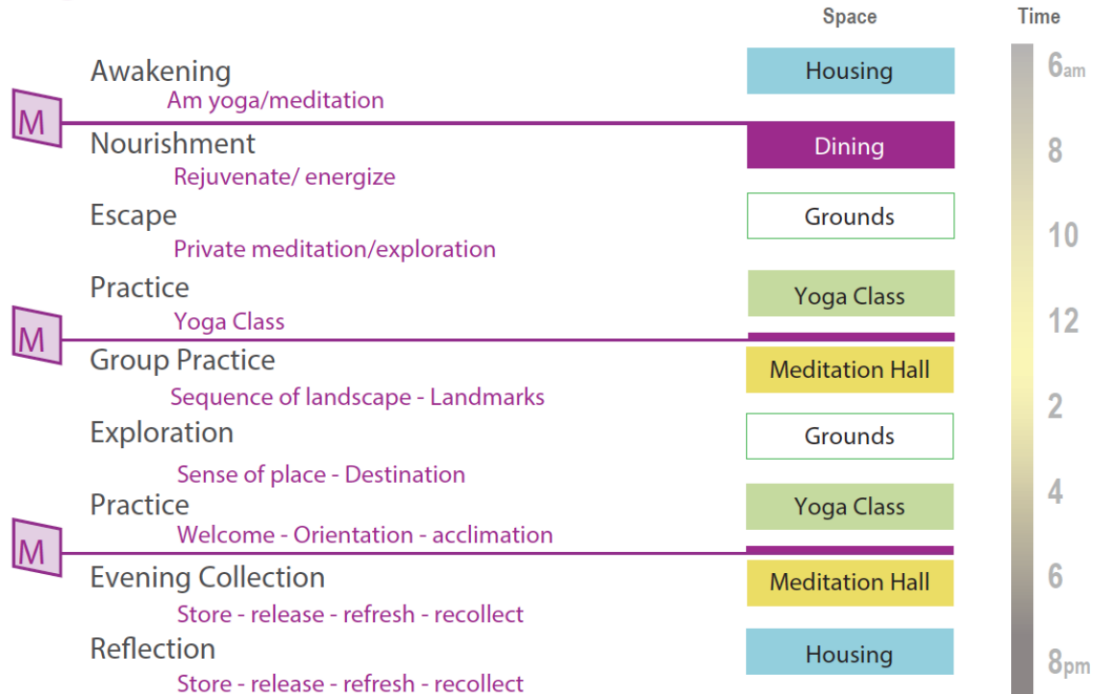 Space Time
Awakening Housing 6am
Am yoga/meditation
M
Nourishment Dining 8
Rejuvenate/ energize
Escape Grounds
Private meditation/exploration 10
Practice Yoga Class
Yoga Class 12
M
Group Practice Meditation Hall
Sequence of landscape - Landmarks 2
Exploration Grounds
Sense of place - Destination
Practice Yoga Class 4
Welcome - Orientation - acclimation
M
Evening Collection Meditation Hall 6
Store - release - refresh - recollect
Reflection Housing 8pm
Store - release - refresh - recollect